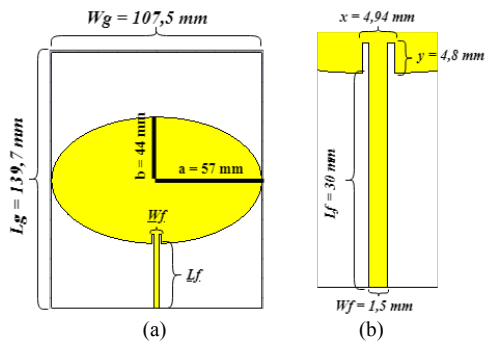 Wg = 107,5 mm
Lg = 139,7 mm
b = 44 mm
a = 57 mm
Wf
Lf
(a)
x = 4,94 mm
y = 4,8 mm
Lf = 30 mm
Wf = 1,5 mm
(b)